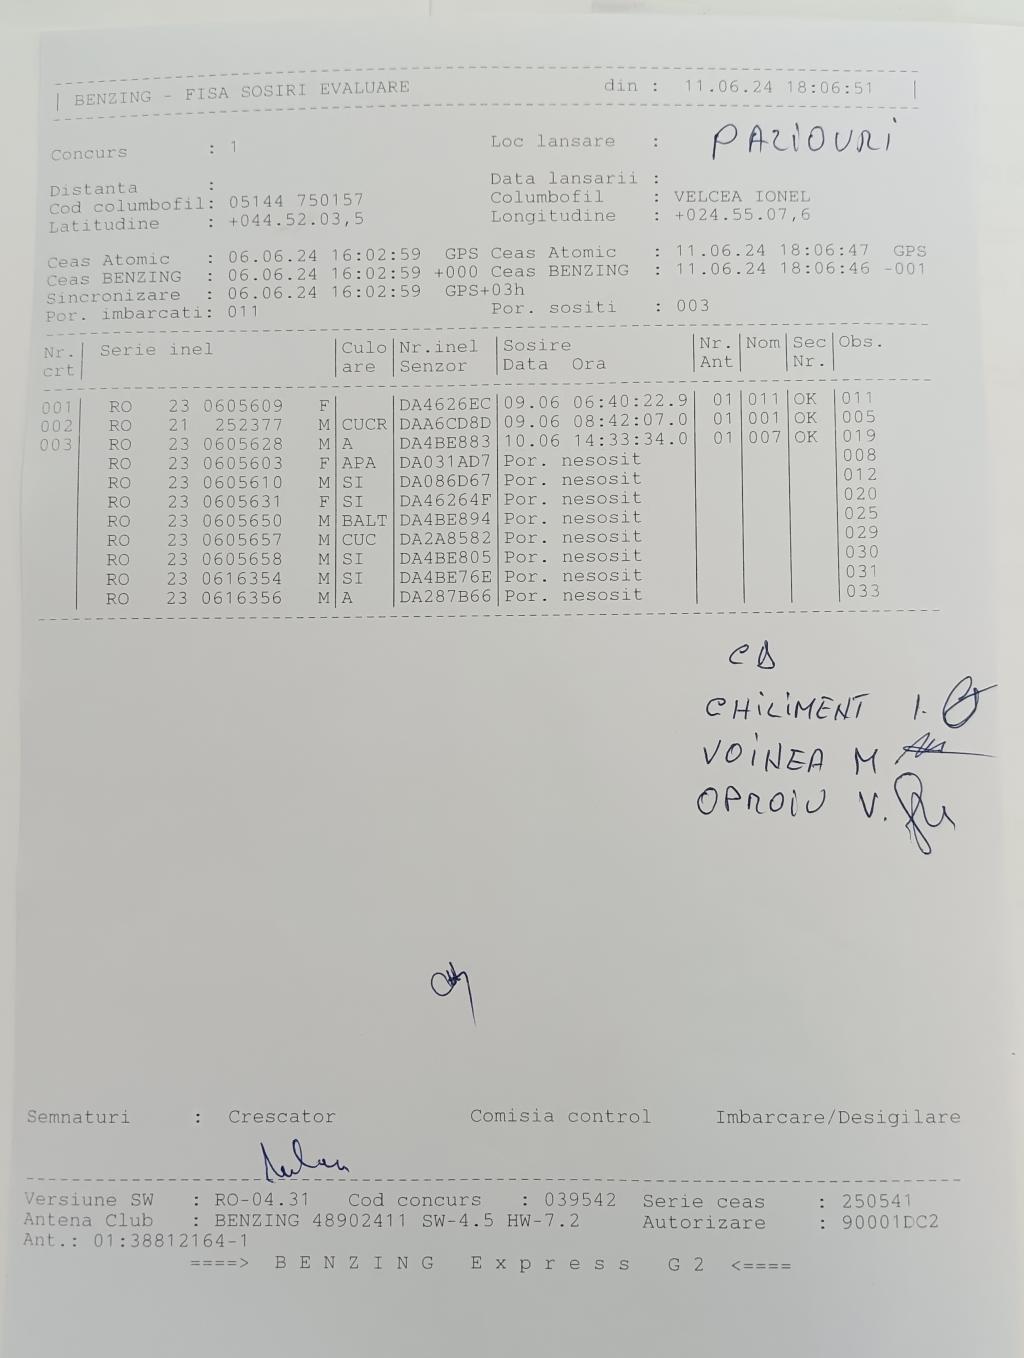 BENZING - FISA SOSIRI EVALUARE din : 11.06.24 18:06:51
Concurs : 1 Loc lansare : PAZIOURI
Distanta : Data lansarii :
Cod columbofil: 05144 750157 Columbofil : VELCEA IONEL
Latitudine : +044.52.03,5 Longitudine : +024.55.07,6
Ceas Atomic : 06.06.24 16:02:59 GPS Ceas Atomic : 11.06.24 18:06:47 GPS
Ceas BENZING : 06.06.24 16:02:59 +000 Ceas BENZING : 11.06.24 18:06:46 -001
Sincronizare : 06.06.24 16:02:59 GPS+03h
Por. imbarcati: 011 Por. sositi : 003
Nr. Serie inel Culo Nr.inel Sosire Nr. Nom Sec Obs.
crt are Senzor Data Ora Ant Nr.
001 RO 23 0605609 F DA4626EC 09.06 06:40:22.9 01 011 OK 011
002 RO 21 252377 M CUCR DAA6CD8D 09.06 08:42:07.0 01 001 OK 005
003 RO 23 0605628 M A DA4BE883 10.06 14:33:34.0 01 007 OK 019
RO 23 0605603 F APA DA031AD7 Por. nesosit 008
RO 23 0605610 M SI DA086D67 Por. nesosit 012
RO 23 0605631 F SI DA46264F Por. nesosit 020
RO 23 0605650 M BALT DA4BE894 Por. nesosit 025
RO 23 0605657 M CUC DA2A8582 Por. nesosit 029
RO 23 0605658 M SI DA4BE805 Por. nesosit 030
RO 23 0616354 M SI DA4BE76E Por. nesosit 031
RO 23 0616356 M A DA287B66 Por. nesosit 033
CHILIMENT I.
VOINEA M
OPROIU V.
Semnaturi : Crescator Comisia control Imbarcare/Desigilare
Versiune SW : RO-04.31 Cod concurs : 039542 Serie ceas : 250541
Antena Club : BENZING 48902411 SW-4.5 HW-7.2 Autorizare : 90001DC2
Ant.: 01:38812164-1
====> B E N Z I N G E x p r e s s G 2 <====